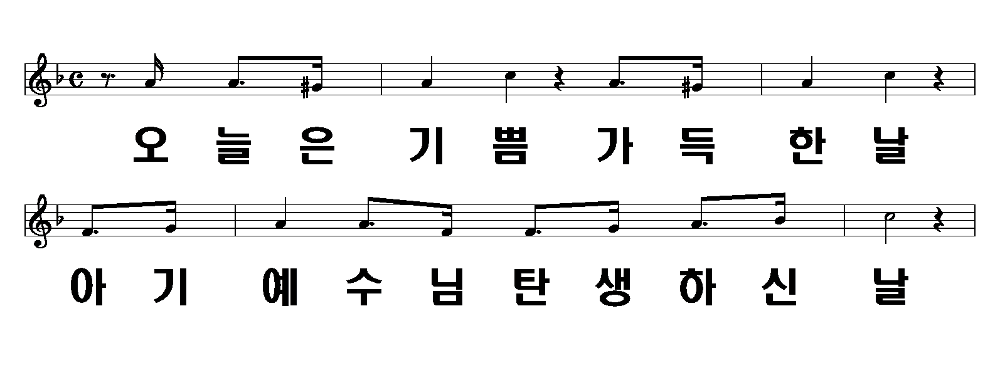 오 늘 은 기 쁨 가 득 한 날
아 기 예 수 님 탄 생 하 신 날